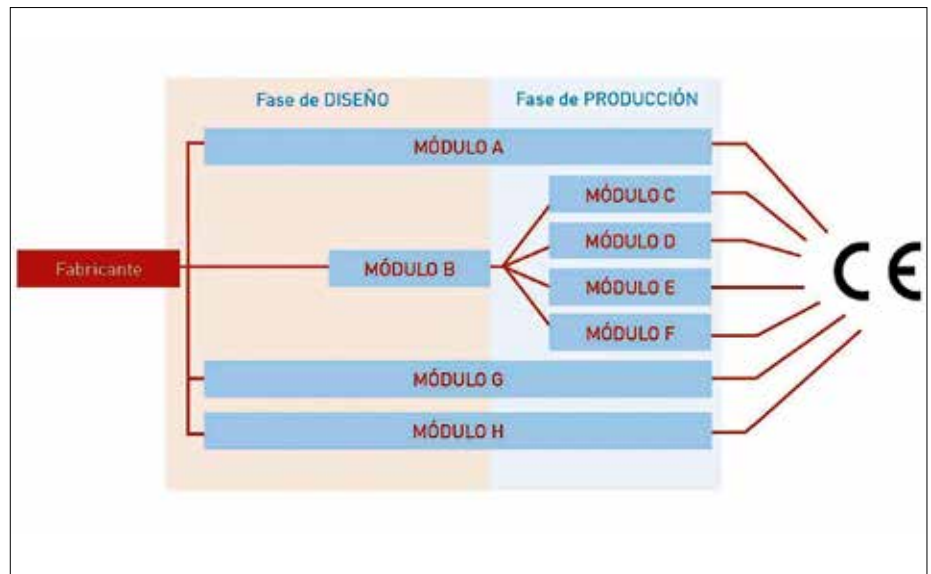 Fase de DISEÑO
Fase de PRODUCCIÓN
MÓDULO A
MÓDULO C
MÓDULO D
Fabricante
MÓDULO B
MÓDULO E
MÓDULO F
MÓDULO G
MÓDULO H
CE